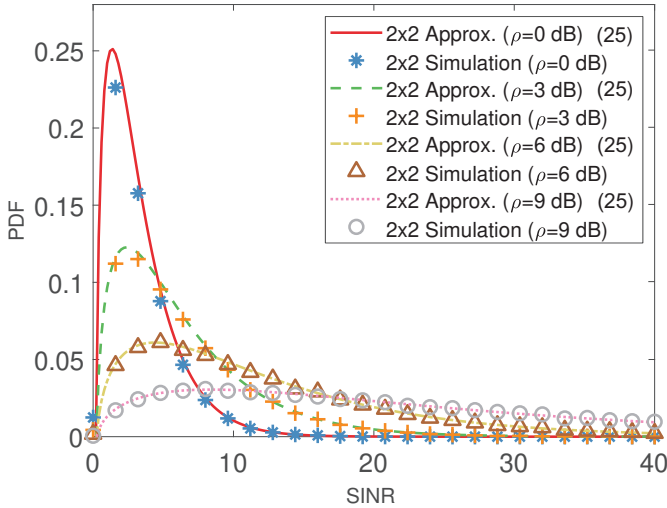 0.25
0.2
0.15
0.1
0.05
0
PDF
2x2 Approx. (ρ=0 dB) (25)
2x2 Simulation (ρ=0 dB)
2x2 Approx. (ρ=3 dB) (25)
2x2 Simulation (ρ=3 dB)
2x2 Approx. (ρ=6 dB) (25)
2x2 Simulation (ρ=6 dB)
2x2 Approx. (ρ=9 dB) (25)
2x2 Simulation (ρ=9 dB)
0 10 20 30 40
SINR